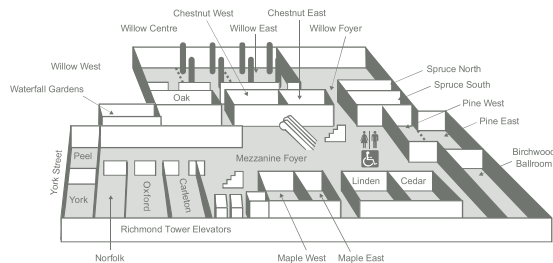 Chestnut West
Chestnut East
Willow Centre
Willow East
Willow Foyer
Willow West
Spruce North
Spruce South
Waterfall Gardens
Oak
Pine West
Pine East
Peel
Mezzanine Foyer
Birchwood
Ballroom
York Street
York
Oxford
Carleton
Linden
Cedar
Richmond Tower Elevators
Norfolk
Maple West
Maple East